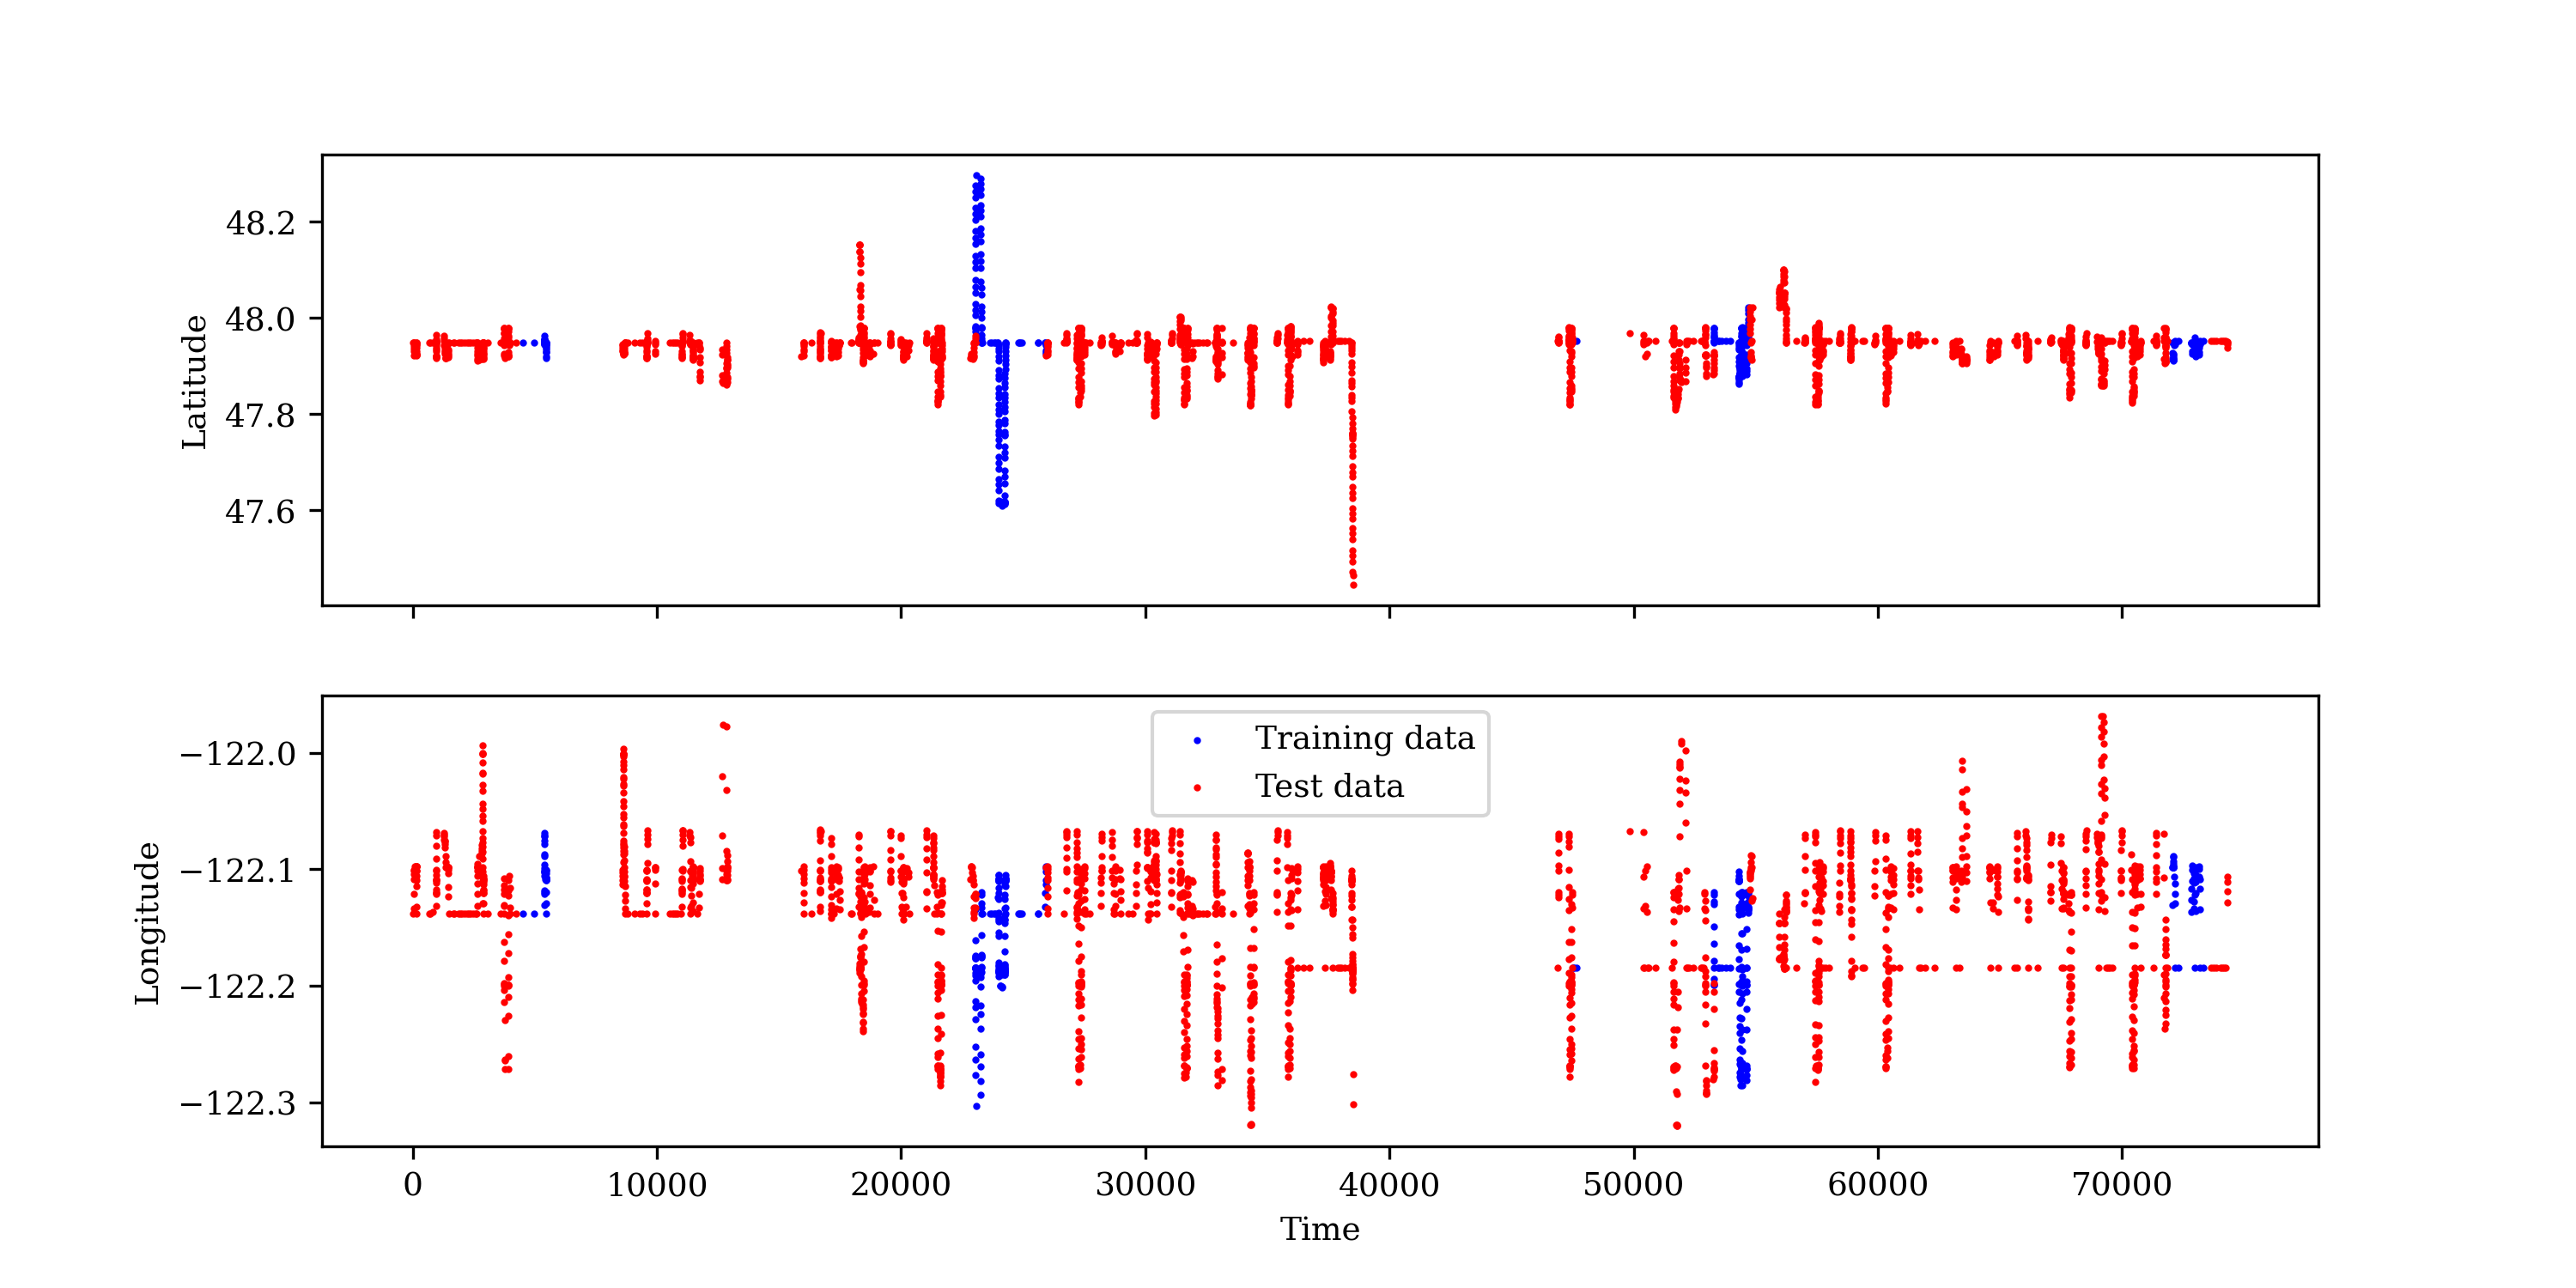 48.2
48.0
47.8
47.6
Latitude
−122.0
−122.1
−122.2
−122.3
Longitude
Training data
Test data
0 10000 20000 30000 40000 50000 60000 70000
Time